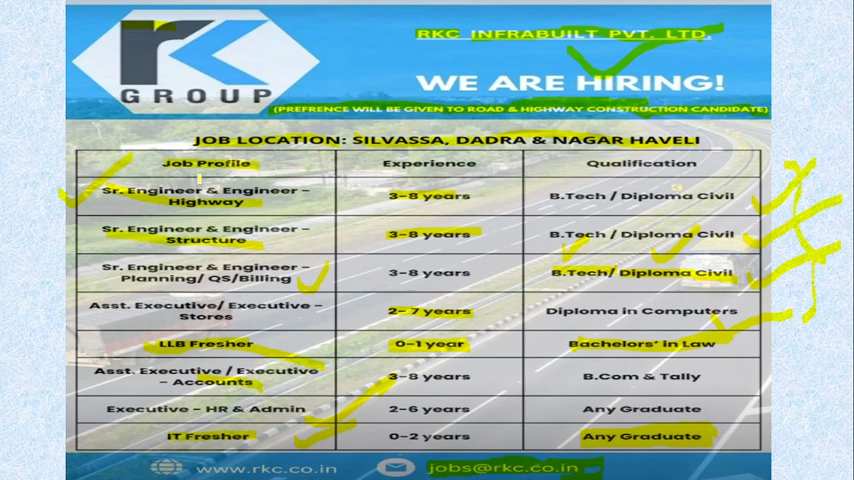 rk
GROUP
RKC INFRABUILT PVT. LTD.
WE ARE HIRING!
(PREFRENCE WILL BE GIVEN TO ROAD & HIGHWAY CONSTRUCTION CANDIDATE)
JOB LOCATION: SILVASSA, DADRA & NAGAR HAVELI
Job Profile Experience Qualification
Sr. Engineer & Engineer – Highway 3-8 years B.Tech / Diploma Civil
Sr. Engineer & Engineer – Structure 3-8 years B.Tech / Diploma Civil
Sr. Engineer & Engineer – Planning/ QS/Billing 3-8 years B.Tech/ Diploma Civil
Asst. Executive/ Executive – Stores 2- 7 years Diploma in Computers
LLB Fresher 0-1 year Bachelors' in Law
Asst. Executive / Executive – Accounts 3-8 years B.Com & Tally
Executive - HR & Admin 2-6 years Any Graduate
IT Fresher 0-2 years Any Graduate
www.rkc.co.in jobs@rkc.co.in